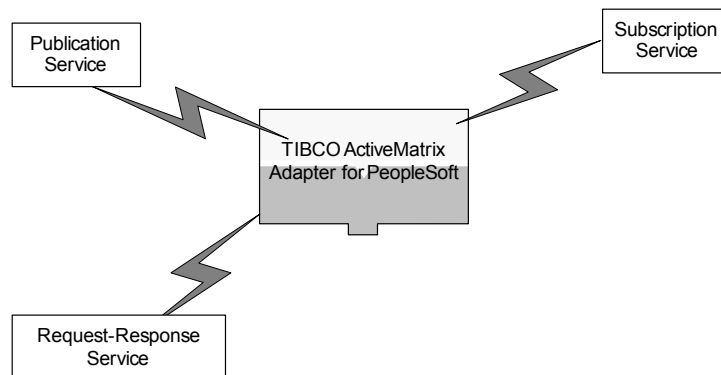 Publication
Service
Subscription
Service
TIBCO ActiveMatrix
Adapter for PeopleSoft
Request-Response
Service